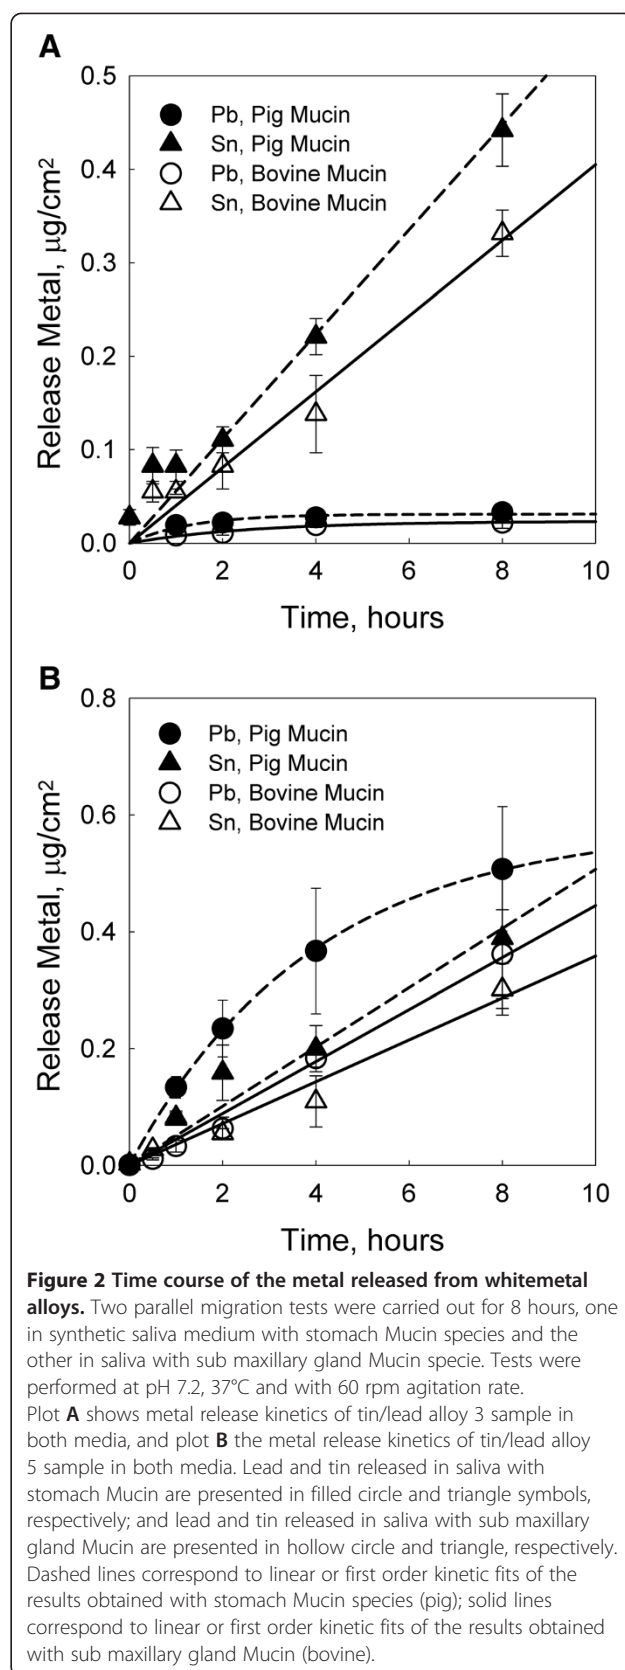 A
0.5
0.4
0.3
0.2
0.1
0.0
Release Metal, μg/cm2
Pb, Pig Mucin
Sn, Pig Mucin
Pb, Bovine Mucin
Sn, Bovine Mucin
0 2 4 6 8 10
Time, hours
B
0.8
0.6
0.4
0.2
0.0
Release Metal, μg/cm2
Pb, Pig Mucin
Sn, Pig Mucin
Pb, Bovine Mucin
Sn, Bovine Mucin
0 2 4 6 8 10
Time, hours
Figure 2 Time course of the metal released from whitemetal
alloys. Two parallel migration tests were carried out for 8 hours, one
in synthetic saliva medium with stomach Mucin species and the
other in saliva with sub maxillary gland Mucin specie. Tests were
performed at pH 7.2, 37°C and with 60 rpm agitation rate.
Plot A shows metal release kinetics of tin/lead alloy 3 sample in
both media, and plot B the metal release kinetics of tin/lead alloy
5 sample in both media. Lead and tin released in saliva with
stomach Mucin are presented in filled circle and triangle symbols,
respectively; and lead and tin released in saliva with sub maxillary
gland Mucin are presented in hollow circle and triangle, respectively.
Dashed lines correspond to linear or first order kinetic fits of the
results obtained with stomach Mucin species (pig); solid lines
correspond to linear or first order kinetic fits of the results obtained
with sub maxillary gland Mucin (bovine).